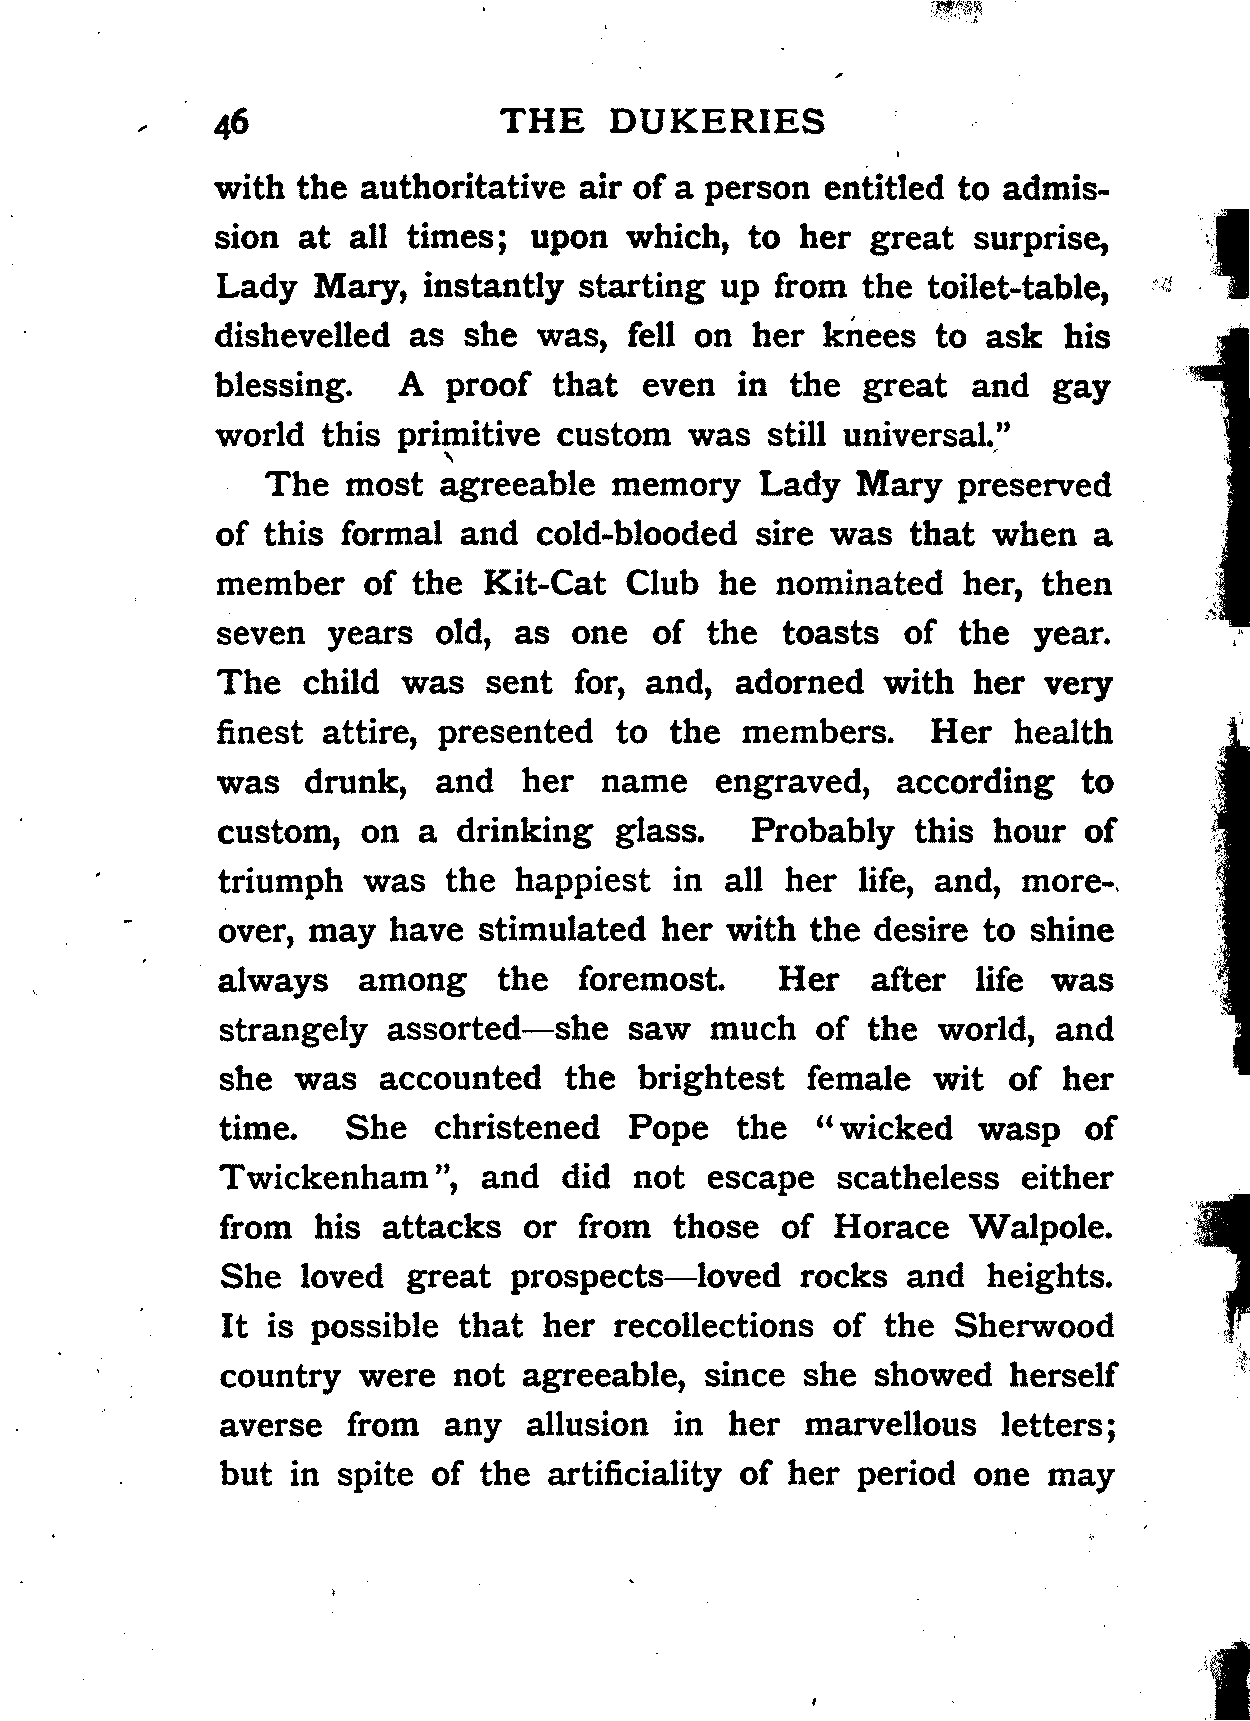 46 THE DUKERIES
with the authoritative air of a person entitled to admis-
sion at all times; upon which, to her great surprise,
Lady Mary, instantly starting up from the toilet-table,
dishevelled as she was, fell on her knees to ask his
blessing. A proof that even in the great and gay
world this primitive custom was still universal."
The most agreeable memory Lady Mary preserved
of this formal and cold-blooded sire was that when a
member of the Kit-Cat Club he nominated her, then
seven years old, as one of the toasts of the year.
The child was sent for, and, adorned with her very
finest attire, presented to the members. Her health
was drunk, and her name engraved, according to
custom, on a drinking glass. Probably this hour of
triumph was the happiest in all her life, and, more-
over, may have stimulated her with the desire to shine
always among the foremost. Her after life was
strangely assorted—she saw much of the world, and
she was accounted the brightest female wit of her
time. She christened Pope the "wicked wasp of
Twickenham", and did not escape scatheless either
from his attacks or from those of Horace Walpole.
She loved great prospects—loved rocks and heights.
It is possible that her recollections of the Sherwood
country were not agreeable, since she showed herself
averse from any allusion in her marvellous letters;
but in spite of the artificiality of her period one may